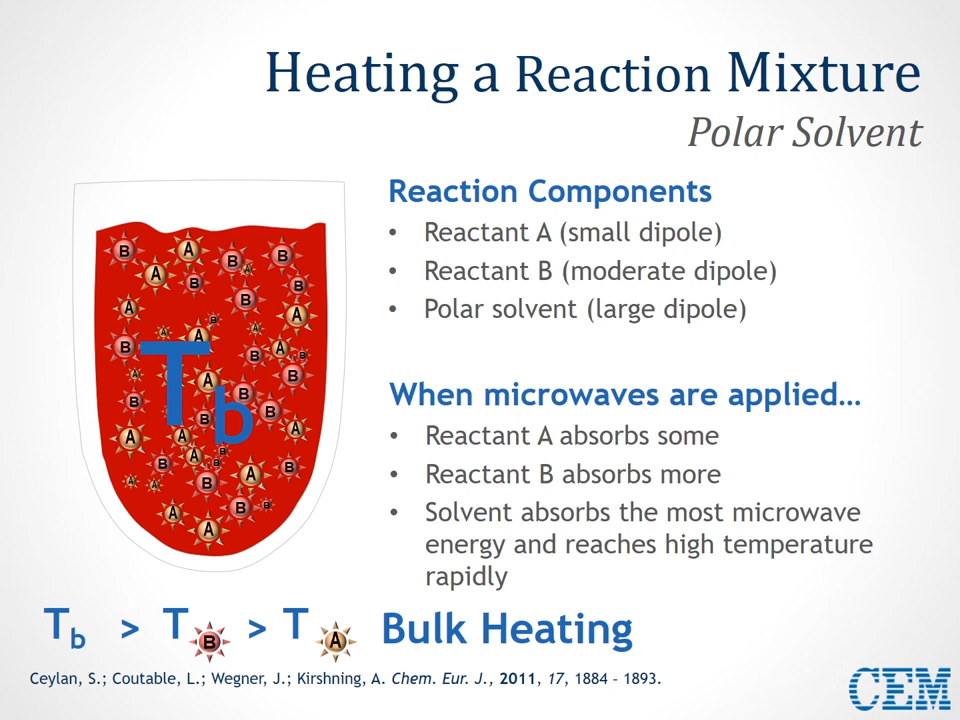 Heating a Reaction Mixture
Polar Solvent
Reaction Components
• Reactant A (small dipole)
• Reactant B (moderate dipole)
• Polar solvent (large dipole)
When microwaves are applied…
• Reactant A absorbs some
• Reactant B absorbs more
• Solvent absorbs the most microwave
energy and reaches high temperature
rapidly
B A B B
A B A B
A B A
A A B A
B B A B
A A B
B A B B
B A A
A A B
B A B
A A B A B
A B B
A
Tb
Tb > T B > T A Bulk Heating
Ceylan, S.; Coutable, L.; Wegner, J.; Kirshning, A. Chem. Eur. J., 2011, 17, 1884 – 1893.
CEM